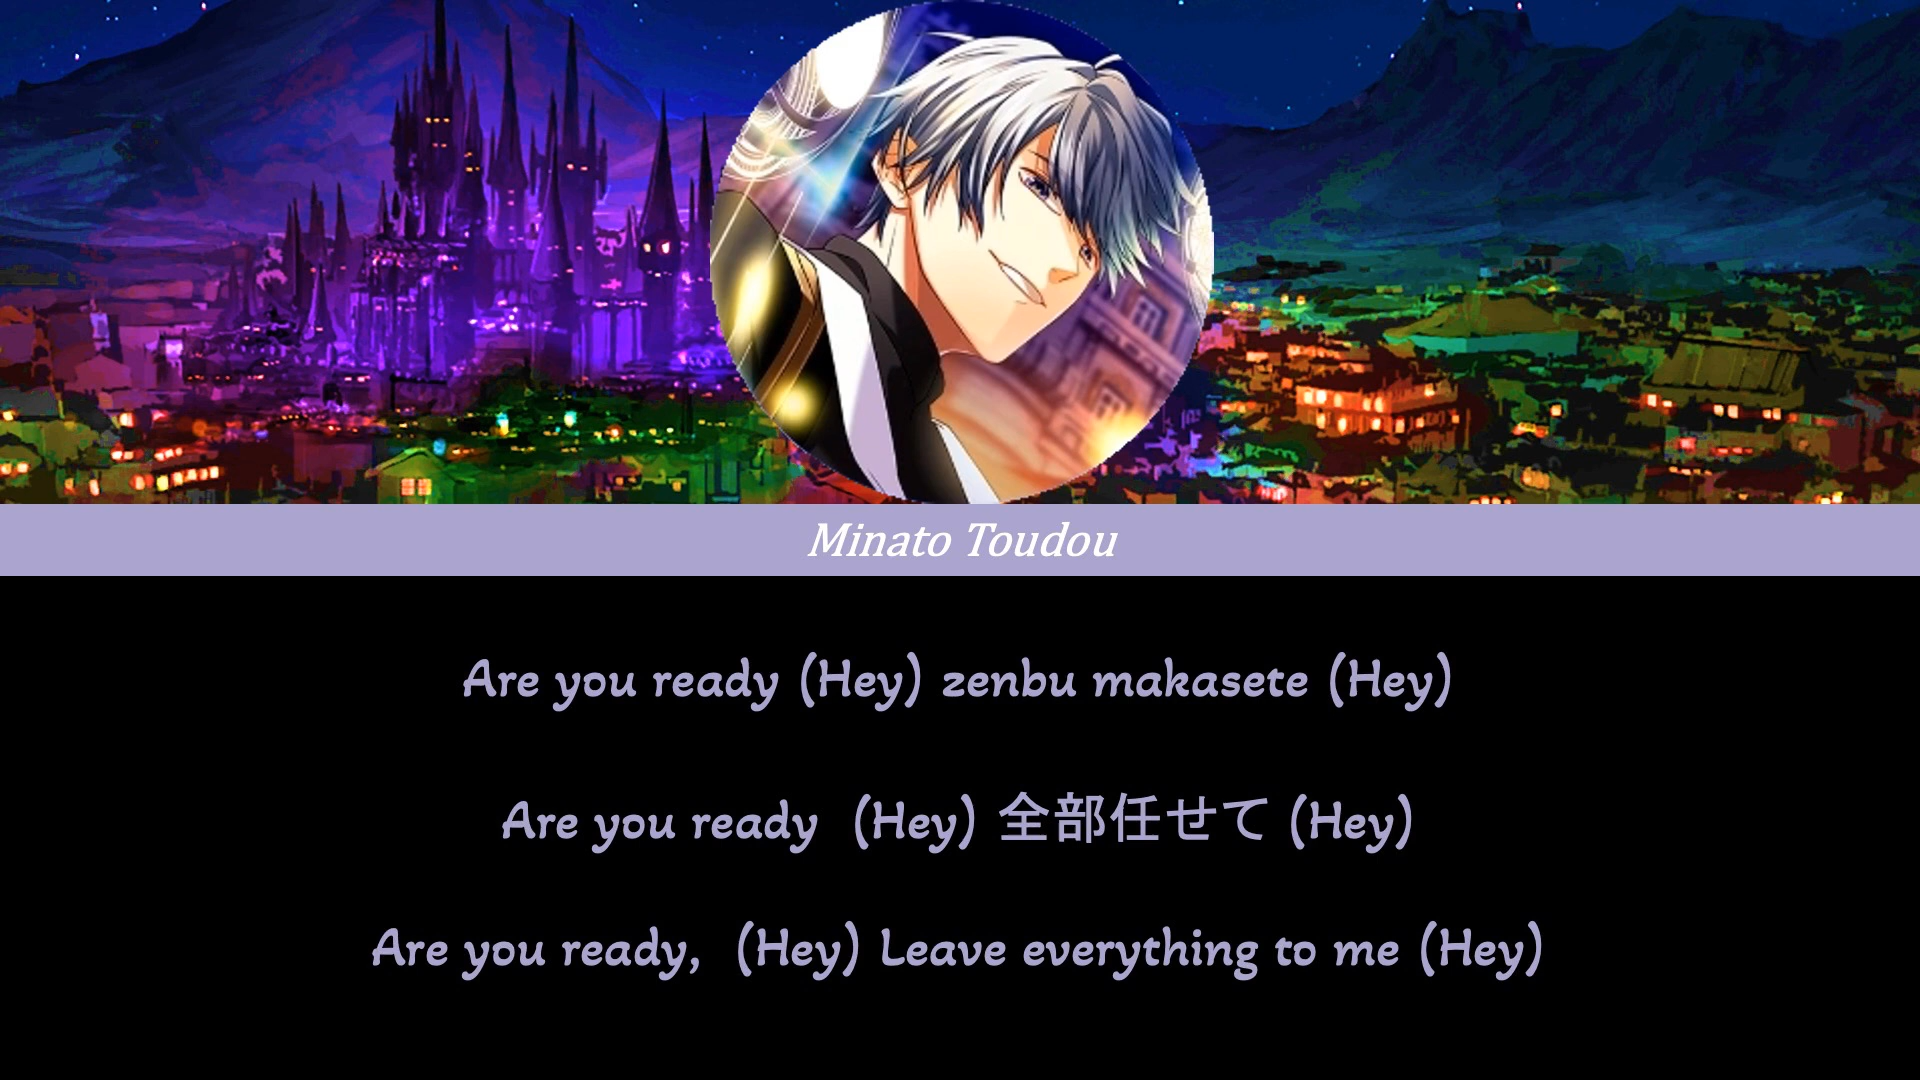 Minato Toudou
Are you ready (Hey) zenbu makasete (Hey)
Are you ready (Hey) 全部任せて (Hey)
Are you ready, (Hey) Leave everything to me (Hey)